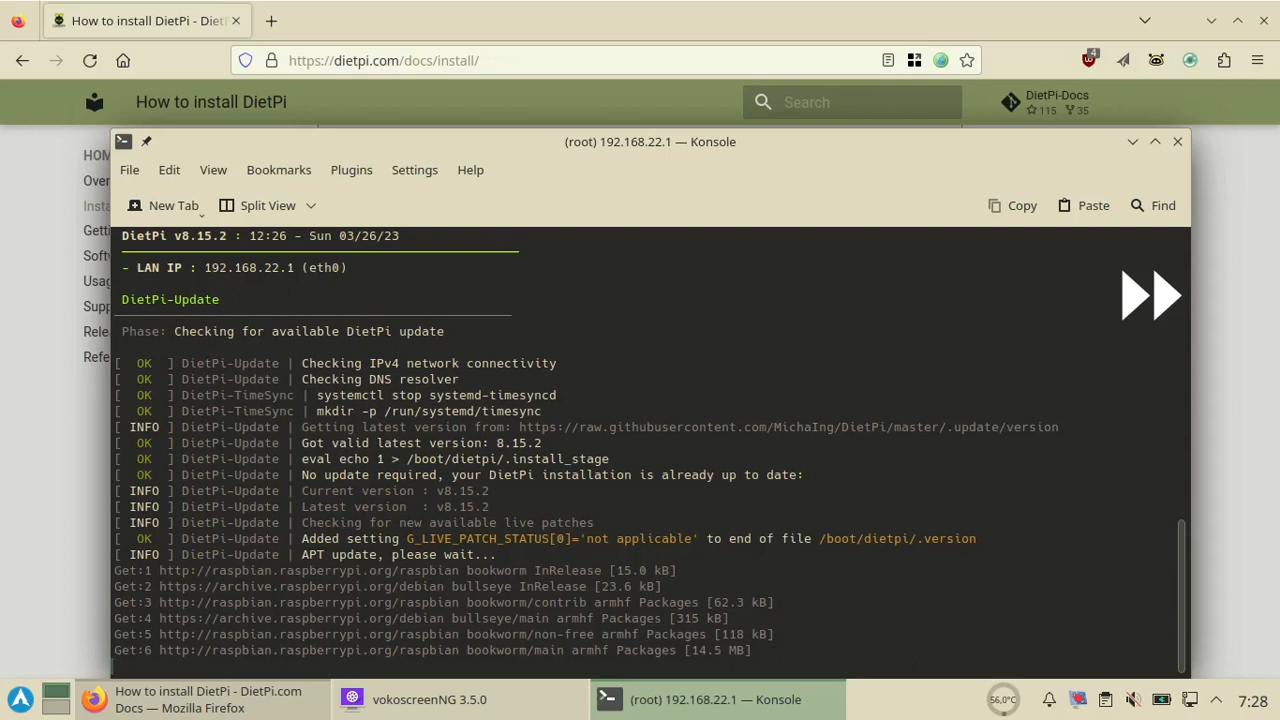 How to install DietPi - DietP
https://dietpi.com/docs/install/
4
How to install DietPi
Search
DietPi-Docs
115 35
HOM
Over
Insta
Getti
Softw
Usag
Supp
Relea
Refe
(root) 192.168.22.1 — Konsole
File Edit View Bookmarks Plugins Settings Help
New Tab Split View Copy Paste Find
DietPi v8.15.2 : 12:26 - Sun 03/26/23
- LAN IP : 192.168.22.1 (eth0)
DietPi-Update
Phase: Checking for available DietPi update
[ OK ] DietPi-Update | Checking IPv4 network connectivity
[ OK ] DietPi-Update | Checking DNS resolver
[ OK ] DietPi-TimeSync | systemctl stop systemd-timesyncd
[ OK ] DietPi-TimeSync | mkdir -p /run/systemd/timesync
[ INFO ] DietPi-Update | Getting latest version from: https://raw.githubusercontent.com/MichaIng/DietPi/master/.update/version
[ OK ] DietPi-Update | Got valid latest version: 8.15.2
[ OK ] DietPi-Update | eval echo 1 > /boot/dietpi/.install_stage
[ OK ] DietPi-Update | No update required, your DietPi installation is already up to date:
[ INFO ] DietPi-Update | Current version : v8.15.2
[ INFO ] DietPi-Update | Latest version  : v8.15.2
[ INFO ] DietPi-Update | Checking for new available live patches
[ OK ] DietPi-Update | Added setting G_LIVE_PATCH_STATUS[0]='not applicable' to end of file /boot/dietpi/.version
[ INFO ] DietPi-Update | APT update, please wait...
Get:1 http://raspbian.raspberrypi.org/raspbian bookworm InRelease [15.0 kB]
Get:2 https://archive.raspberrypi.org/debian bullseye InRelease [23.6 kB]
Get:3 http://raspbian.raspberrypi.org/raspbian bookworm/contrib armhf Packages [62.3 kB]
Get:4 https://archive.raspberrypi.org/debian bullseye/main armhf Packages [315 kB]
Get:5 http://raspbian.raspberrypi.org/raspbian bookworm/non-free armhf Packages [118 kB]
Get:6 http://raspbian.raspberrypi.org/raspbian bookworm/main armhf Packages [14.5 MB]
How to install DietPi - DietPi.com
Docs — Mozilla Firefox
vokoscreenNG 3.5.0
(root) 192.168.22.1 — Konsole
56,0°C
7:28